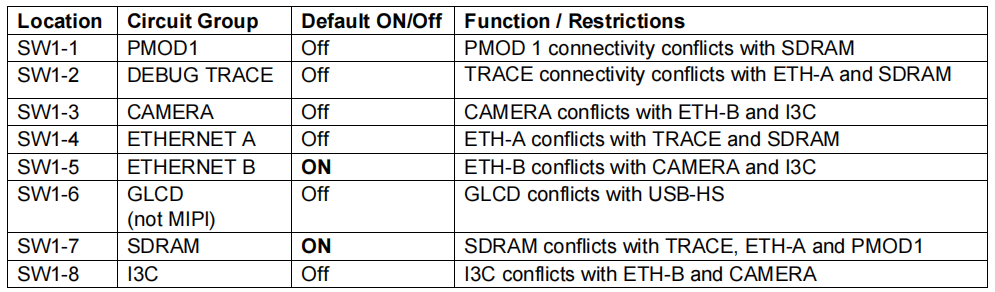 Location Circuit Group Default ON/Off Function / Restrictions
SW1-1 PMOD1 Off PMOD 1 connectivity conflicts with SDRAM
SW1-2 DEBUG TRACE Off TRACE connectivity conflicts with ETH-A and SDRAM
SW1-3 CAMERA Off CAMERA conflicts with ETH-B and I3C
SW1-4 ETHERNET A Off ETH-A conflicts with TRACE and SDRAM
SW1-5 ETHERNET B ON ETH-B conflicts with CAMERA and I3C
SW1-6 GLCD Off GLCD conflicts with USB-HS
(not MIPI)
SW1-7 SDRAM ON SDRAM conflicts with TRACE, ETH-A and PMOD1
SW1-8 I3C Off I3C conflicts with ETH-B and CAMERA